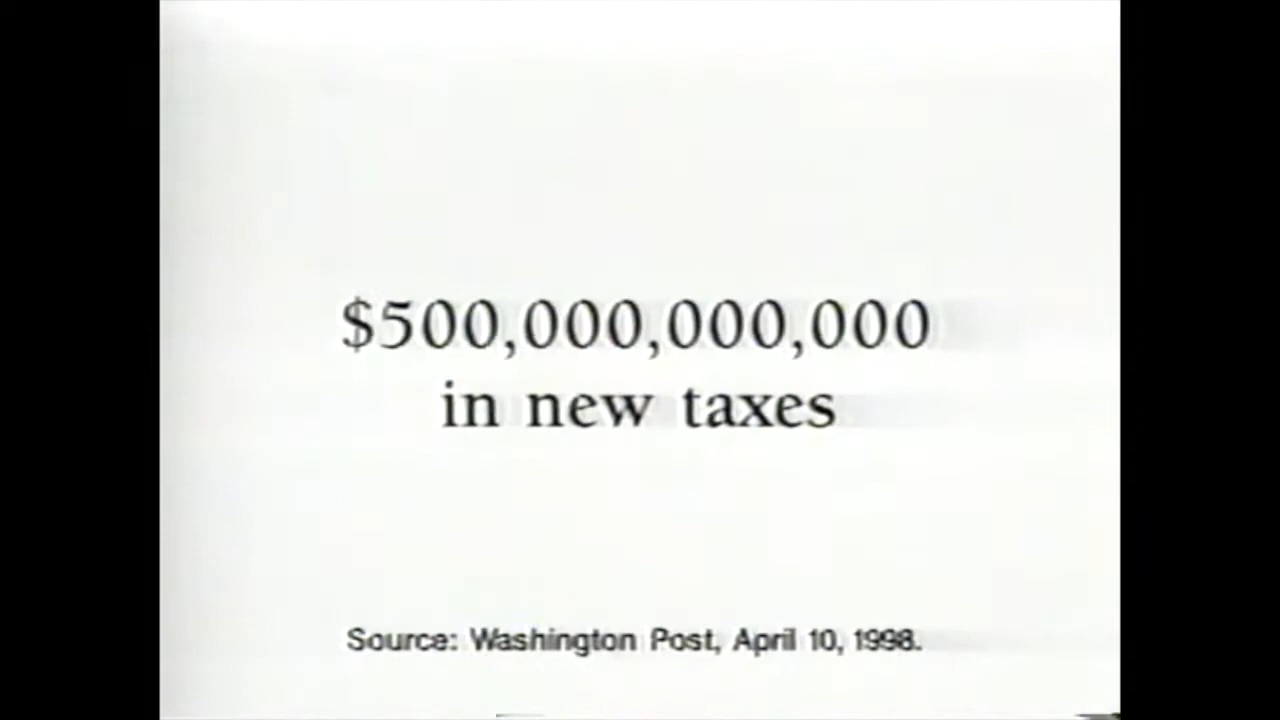 $500,000,000,000
in new taxes
Source: Washington Post, April 10, 1998.